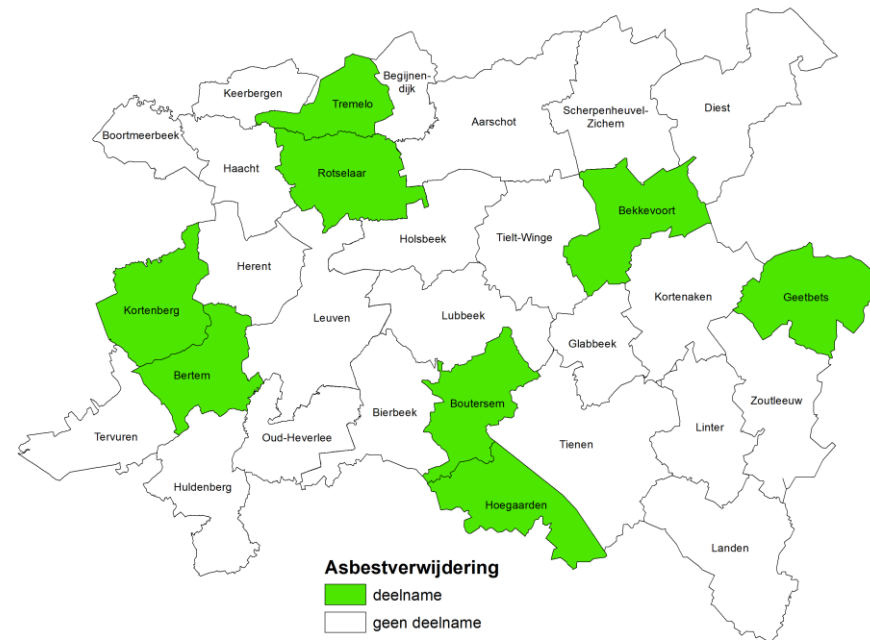 Keerbergen
Begijnen-
dijk
Tremelo
Boortmeerbeek
Haacht
Aarschot
Scherpenheuvel-
Zichem
Diest
Rotselaar
Bekkevoort
Holsbeek
Tielt-Winge
Herent
Kortenberg
Leuven
Lubbeek
Kortenaken
Geetbets
Glabbeek
Bertem
Boutersem
Zoutleeuw
Bierbeek
Linter
Tervuren
Oud-Heverlee
Tienen
Huldenberg
Hoegaarden
Landen
Asbestverwijdering
deelname
geen deelname